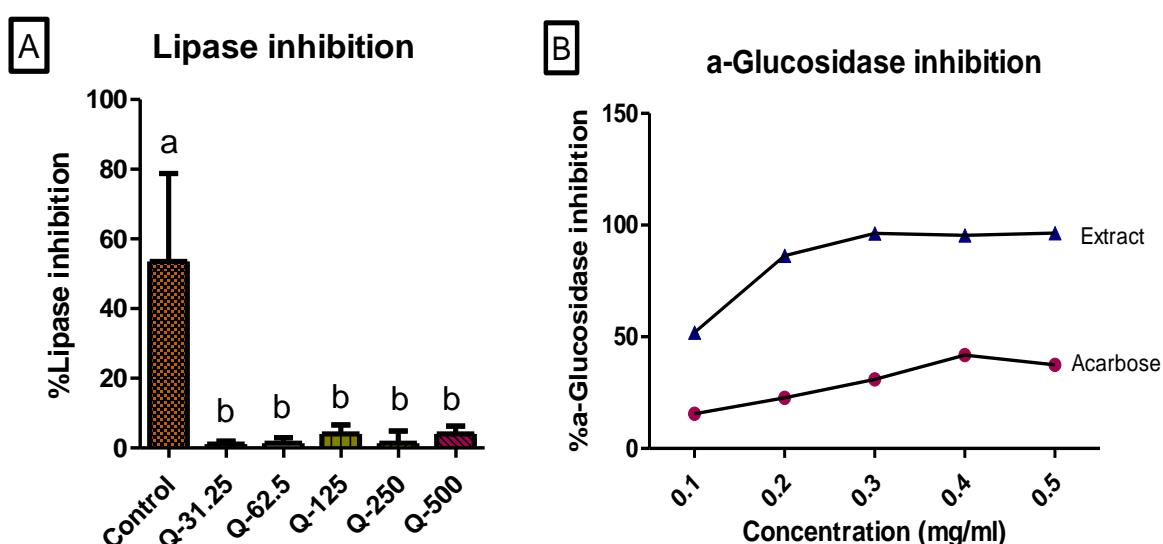 A
Lipase inhibition
%Lipase inhibition
100
80
60
40
20
0
a
b
b
b
b
b
Control
Q-31.25
Q-62.5
Q-125
Q-250
Q-500
B
a-Glucosidase inhibition
%a-Glucosidase inhibition
150
100
50
0
Extract
Acarbose
0.1
0.2
0.3
0.4
0.5
Concentration (mg/ml)